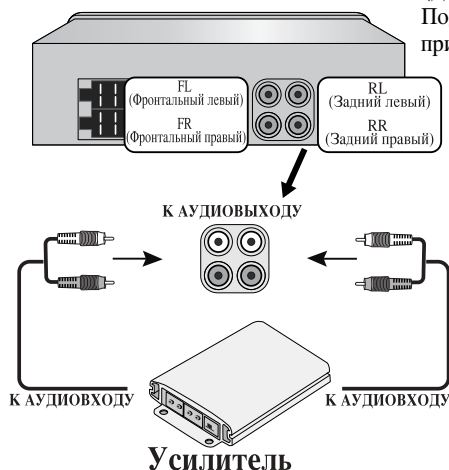 По
при
FL
(Фронтальный левый)
FR
(Фронтальный правый)
RL
(Задний левый)
RR
(Задний правый)
К АУДИОВЫХОДУ
К АУДИОВХОДУ
К АУДИОВХОДУ
Усилитель